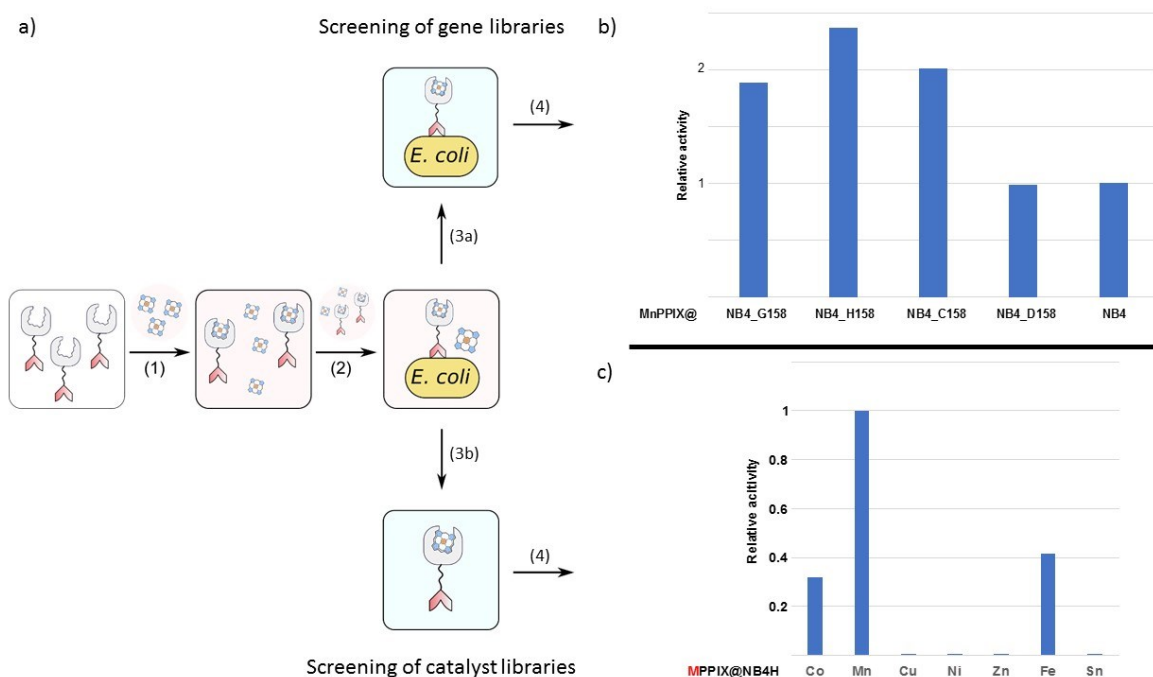 a)
Screening of gene libraries
(4)
E. coli
(3a)
(1)
(2)
E. coli
(3b)
(4)
Screening of catalyst libraries
b)
Relative activity
2
1
MnPPIX@ NB4_G158 NB4_H158 NB4_C158 NB4_D158 NB4
c)
Relative acitivity
1
0.8
0.6
0.4
0.2
MPPIX@NB4H Co Mn Cu Ni Zn Fe Sn